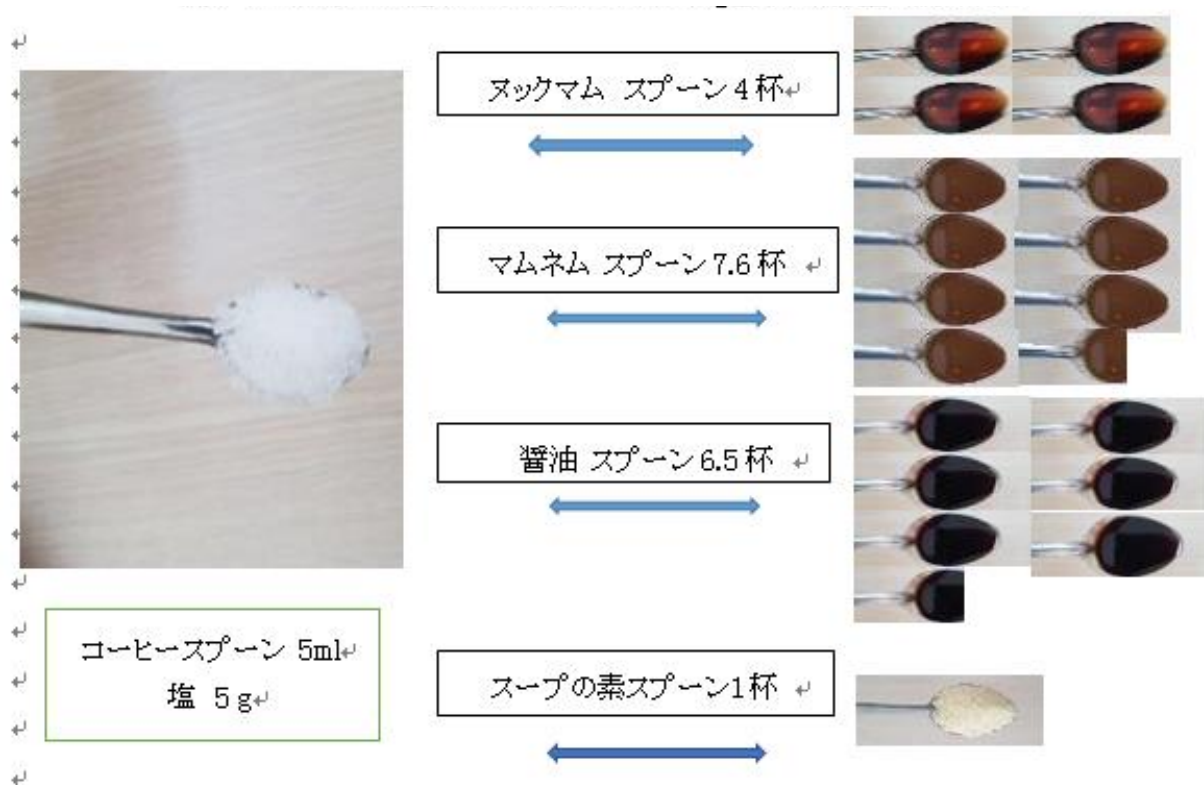 ヌックマム スプーン4杯
マムネム スプーン7.6杯
醤油 スプーン6.5杯
コーヒースプーン 5ml
塩 5g
スープの素スプーン1杯